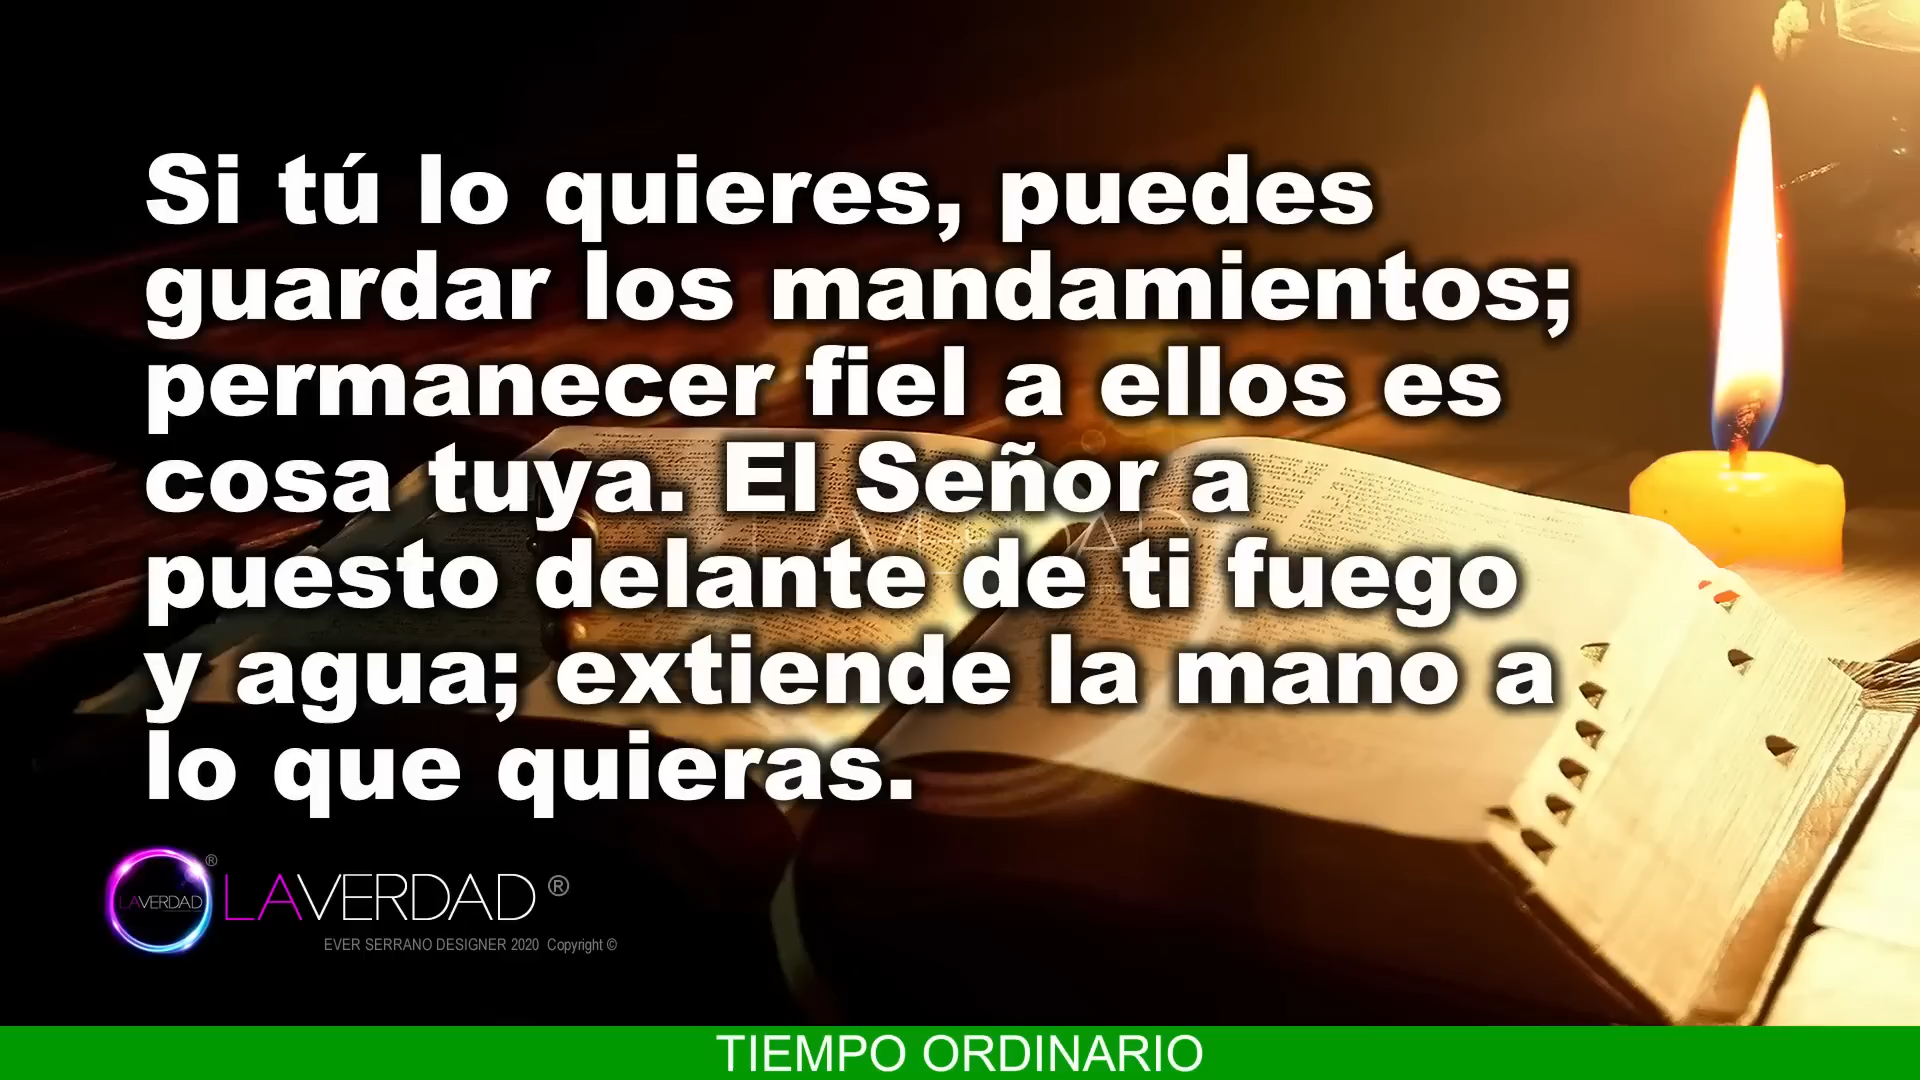 Si tú lo quieres, puedes
guardar los mandamientos;
permanecer fiel a ellos es
cosa tuya. El Señor a
puesto delante de ti fuego
y agua; extiende la mano a
lo que quieras.
LAVERDAD ®
LAVERDAD ®
EVER SERRANO DESIGNER 2020 Copyright ©
TIEMPO ORDINARIO